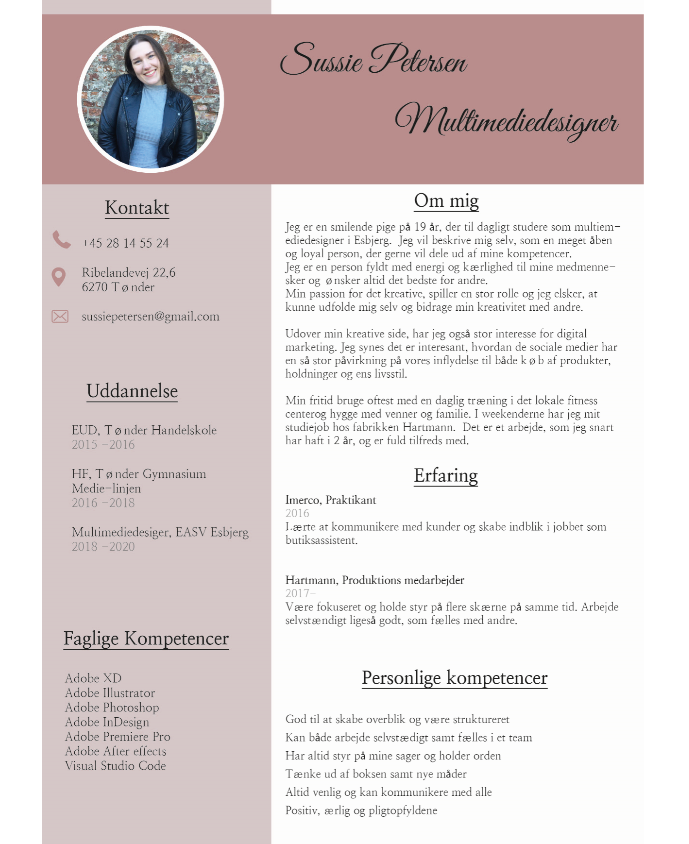 Sussie Petersen
Multimediedesigner
Kontakt
+45 28 14 55 24
Ribelandevej 22,6
6270 Tønder
sussiepetersen@gmail.com
Uddannelse
EUD, Tønder Handelskole
2015 -2016
HF, Tønder Gymnasium
Medie-linjen
2016 -2018
Multimediedesiger, EASV Esbjerg
2018 -2020
Faglige Kompetencer
Adobe XD
Adobe Illustrator
Adobe Photoshop
Adobe InDesign
Adobe Premiere Pro
Adobe After effects
Visual Studio Code
Om mig
Jeg er en smilende pige på 19 år, der til dagligt studere som multiem-
ediedesigner i Esbjerg. Jeg vil beskrive mig selv, som en meget åben
og loyal person, der gerne vil dele ud af mine kompetencer.
Jeg er en person fyldt med energi og kærlighed til mine medmenne-
sker og ønsker altid det bedste for andre.
Min passion for det kreative, spiller en stor rolle og jeg elsker, at
kunne udfolde mig selv og bidrage min kreativitet med andre.
Udover min kreative side, har jeg også stor interesse for digital
marketing. Jeg synes det er interesant, hvordan de sociale medier har
en så stor påvirkning på vores inflydelse til både køb af produkter,
holdninger og ens livsstil.
Min fritid bruge oftest med en daglig træning i det lokale fitness
centerog hygge med venner og familie. I weekenderne har jeg mit
studiejob hos fabrikken Hartmann. Det er et arbejde, som jeg snart
har haft i 2 år, og er fuld tilfreds med.
Erfaring
Imerco, Praktikant
2016
Lærte at kommunikere med kunder og skabe indblik i jobbet som
butiksassistent.
Hartmann, Produktions medarbejder
2017-
Være fokuseret og holde styr på flere skærne på samme tid. Arbejde
selvstændigt ligeså godt, som fælles med andre.
Personlige kompetencer
God til at skabe overblik og være struktureret
Kan både arbejde selvstædigt samt fælles i et team
Har altid styr på mine sager og holder orden
Tænke ud af boksen samt nye måder
Altid venlig og kan kommunikere med alle
Positiv, ærlig og pligtopfyldene